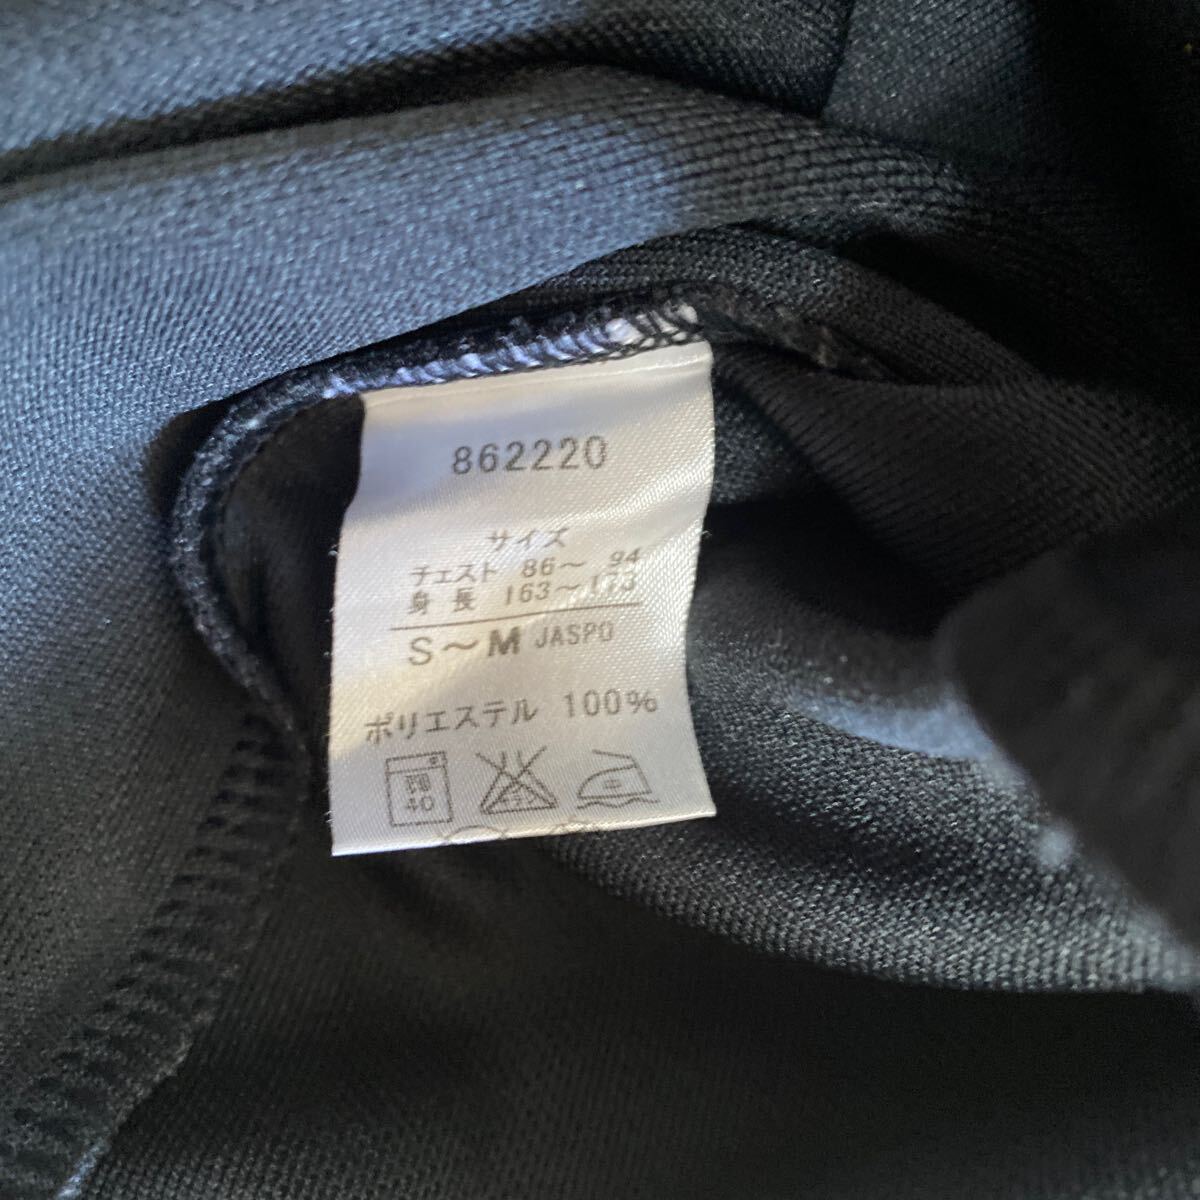 862220
サイズ
チェスト 86～ 94
身長 163～173
S～M JASPO
ポリエステル 100%
40